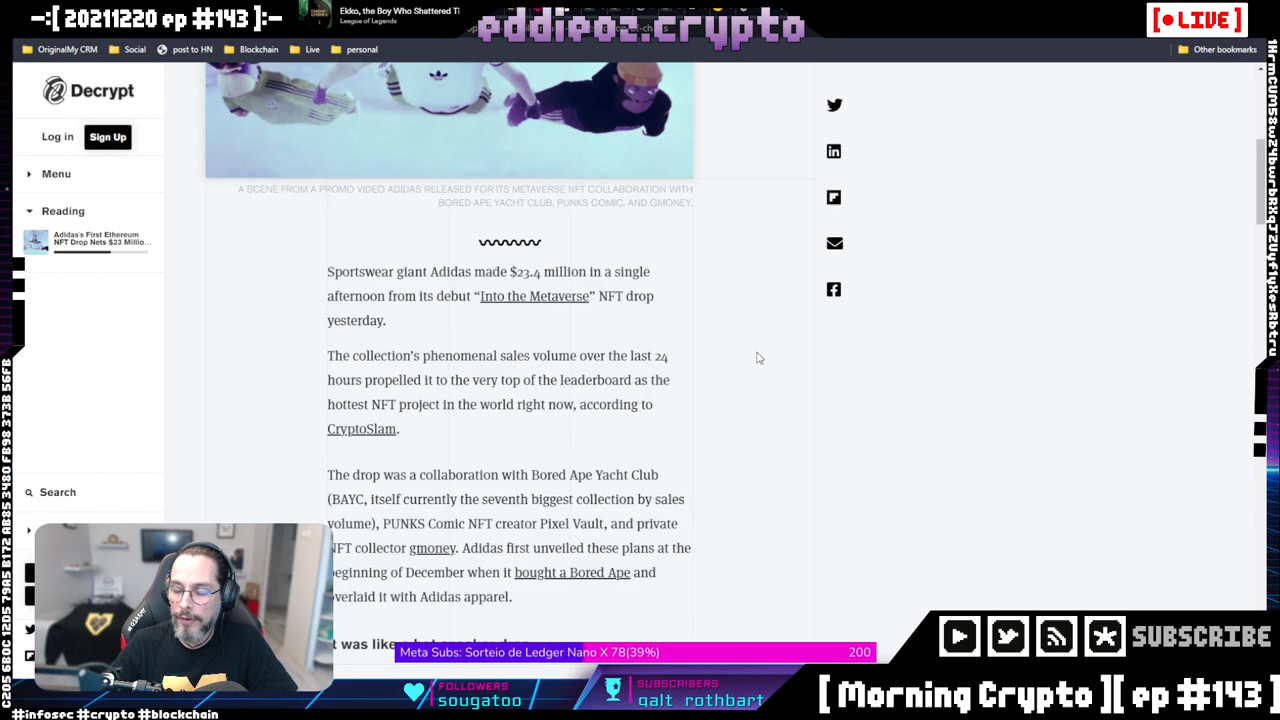 -:[ 20211220 ep #143 ]:-
Ekko, the Boy Who Shattered Ti
League of Legends
eddieoz.crypto
[ • LIVE ]
OriginalMy CRM
Social
post to HN
Blockchain
Live
personal
Other bookmarks
Decrypt
Log in
Sign Up
Menu
Reading
Adidas's First Ethereum
NFT Drop Nets $23 Millio...
Search
A SCENE FROM A PROMO VIDEO ADIDAS RELEASED FOR ITS METAVERSE NFT COLLABORATION WITH
BORED APE YACHT CLUB, PUNKS COMIC, AND GMONEY.
Sportswear giant Adidas made $23.4 million in a single
afternoon from its debut “Into the Metaverse” NFT drop
yesterday.
The collection’s phenomenal sales volume over the last 24
hours propelled it to the very top of the leaderboard as the
hottest NFT project in the world right now, according to
CryptoSlam.
The drop was a collaboration with Bored Ape Yacht Club
(BAYC, itself currently the seventh biggest collection by sales
volume), PUNKS Comic NFT creator Pixel Vault, and private
NFT collector gmoney. Adidas first unveiled these plans at the
beginning of December when it bought a Bored Ape and
overlaid it with Adidas apparel.
Meta Subs: Sorteio de Ledger Nano X 78(39%)
200
FOLLOWERS
sougatoo
SUBSCRIBERS
galt_rothbart
SUBSCRIBE
[ Morning Crypto ][ ep #143 ]
#infosec #crypto #blockchain